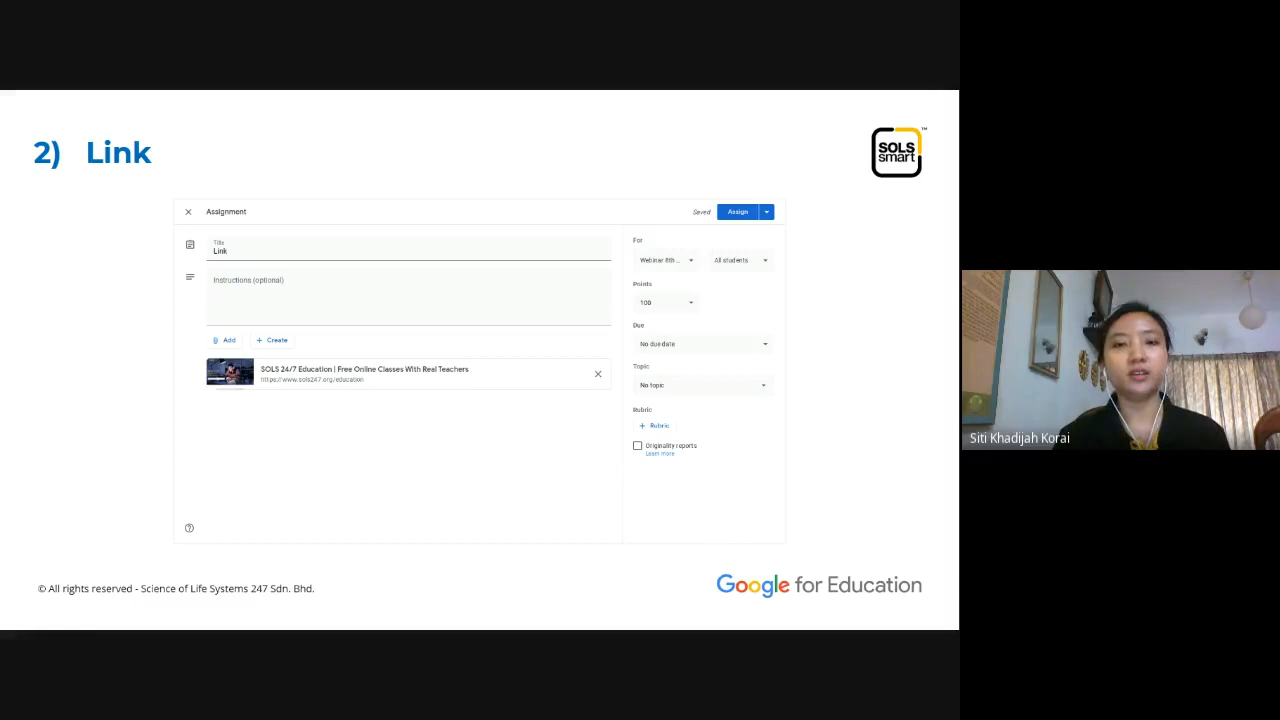 2) Link
SOLS
smart
TM
Assignment
Saved
Assign
Title
Link
Instructions (optional)
Add
Create
SOLS 24/7 Education | Free Online Classes With Real Teachers
https://www.sols247.org/education
For
Webinar 8th ...
All students
Points
100
Due
No due date
Topic
No topic
Rubric
+ Rubric
Originality reports
Learn more
© All rights reserved - Science of Life Systems 247 Sdn. Bhd.
Google for Education
Siti Khadijah Korai